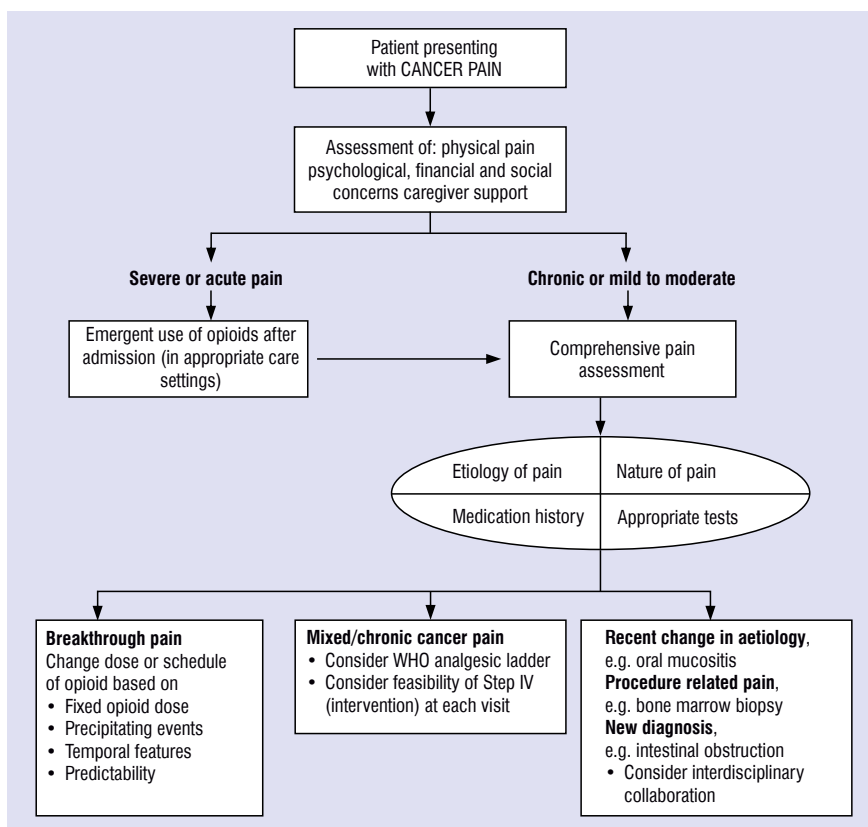 Patient presenting
with CANCER PAIN
Assessment of: physical pain
psychological, financial and social
concerns caregiver support
Severe or acute pain
Chronic or mild to moderate
Emergent use of opioids after
admission (in appropriate care
settings)
Comprehensive pain
assessment
Etiology of pain
Nature of pain
Medication history
Appropriate tests
Breakthrough pain
Change dose or schedule
of opioid based on
• Fixed opioid dose
• Precipitating events
• Temporal features
• Predictability
Mixed/chronic cancer pain
• Consider WHO analgesic ladder
• Consider feasibility of Step IV
(intervention) at each visit
Recent change in aetiology,
e.g. oral mucositis
Procedure related pain,
e.g. bone marrow biopsy
New diagnosis,
e.g. intestinal obstruction
• Consider interdisciplinary
collaboration